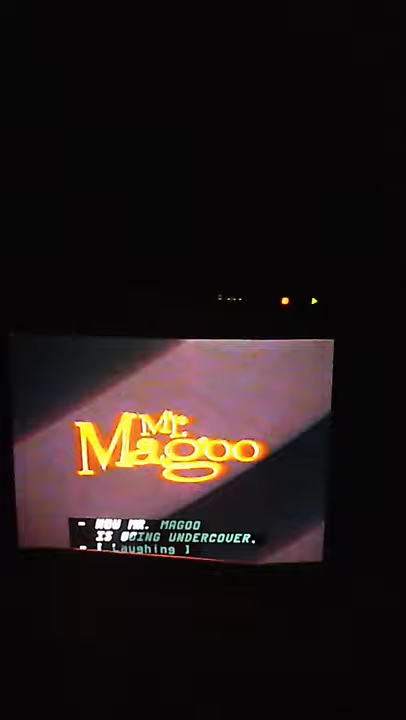 Mr.
Magoo
- NOW MR. MAGOO
IS GOING UNDERCOVER.
- [ Laughing ]